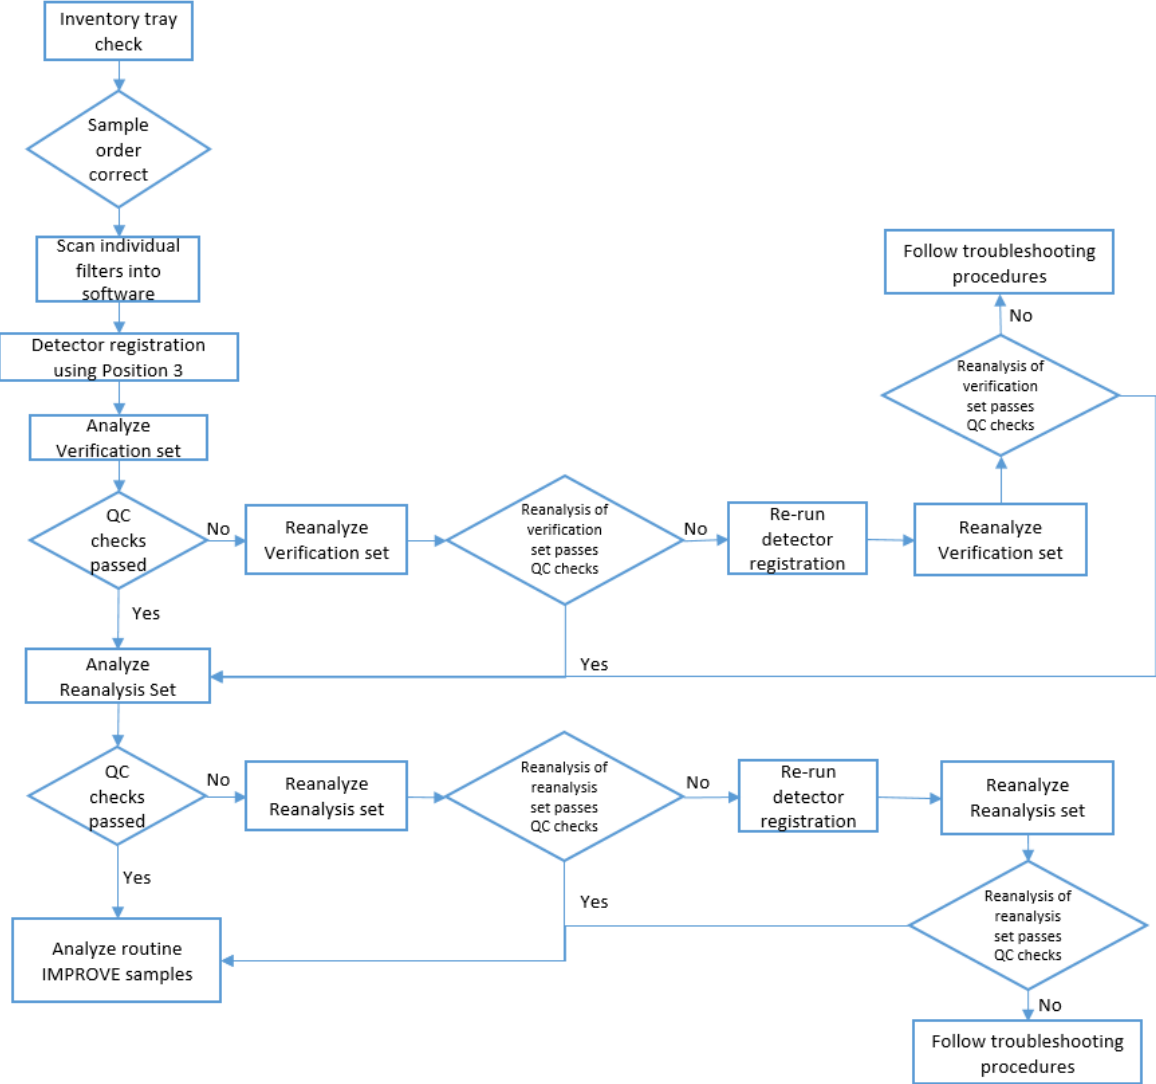 Inventory tray
check
Sample
order
correct
Scan individual
filters into
software
Detector registration
using Position 3
Analyze
Verification set
QC
checks
passed
No
Reanalyze
Verification set
Reanalysis of
verification
set passes
QC checks
No
Re-run
detector
registration
Reanalyze
Verification set
Reanalysis of
verification
set passes
QC checks
No
Follow troubleshooting
procedures
Yes
Yes
Analyze
Reanalysis Set
QC
checks
passed
No
Reanalyze
Reanalysis set
Reanalysis of
reanalysis
set passes
QC checks
No
Re-run
detector
registration
Reanalyze
Reanalysis set
Reanalysis of
reanalysis
set passes
QC checks
Yes
Yes
Analyze routine
IMPROVE samples
No
Follow troubleshooting
procedures